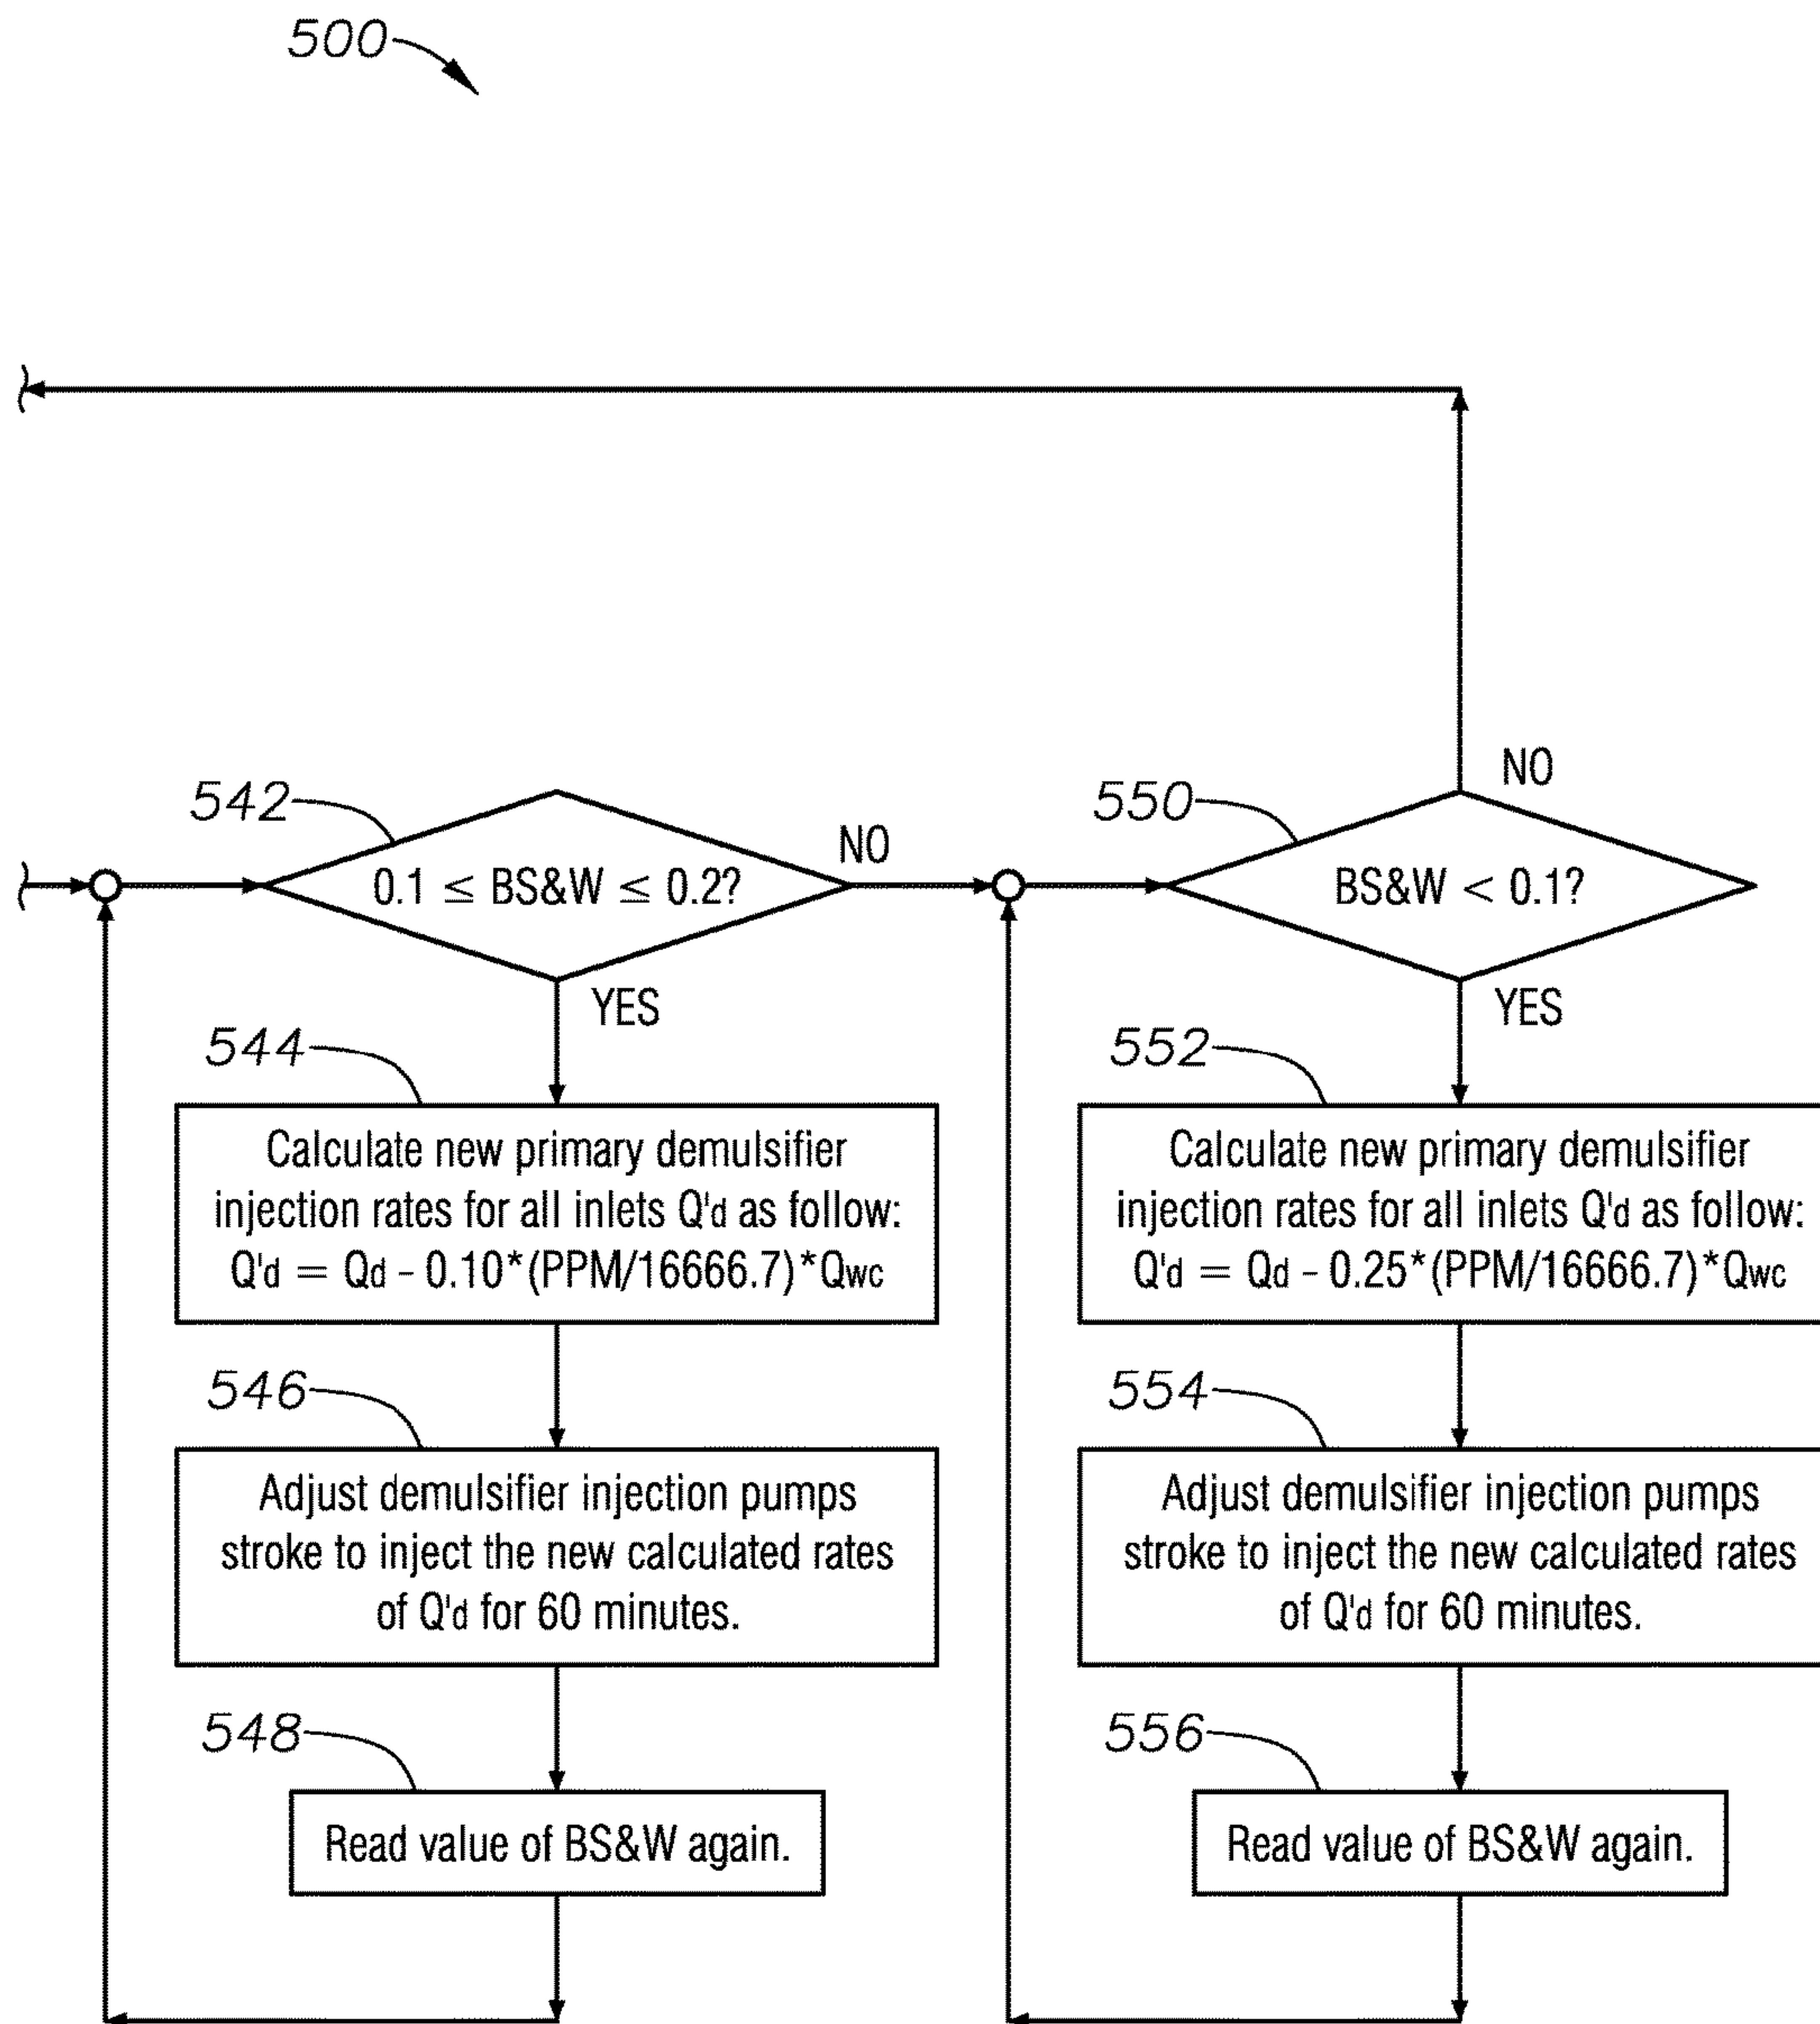 500
542
0.1 ≤ BS&W ≤ 0.2?
NO
YES
544
Calculate new primary demulsifier
injection rates for all inlets Q'd as follow:
Q'd = Qd - 0.10*(PPM/16666.7)*Qwc
546
Adjust demulsifier injection pumps
stroke to inject the new calculated rates
of Q'd for 60 minutes.
548
Read value of BS&W again.
550
BS&W < 0.1?
NO
YES
552
Calculate new primary demulsifier
injection rates for all inlets Q'd as follow:
Q'd = Qd - 0.25*(PPM/16666.7)*Qwc
554
Adjust demulsifier injection pumps
stroke to inject the new calculated rates
of Q'd for 60 minutes.
556
Read value of BS&W again.